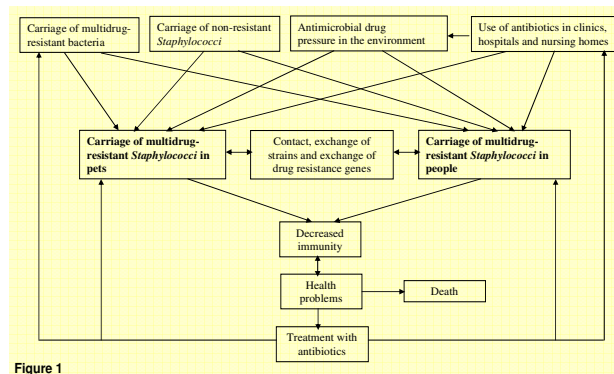 Carriage of multidrug-
resistant bacteria
Carriage of non-resistant
Staphylococci
Antimicrobial drug
pressure in the environment
Use of antibiotics in clinics,
hospitals and nursing homes
Carriage of multidrug-
resistant Staphylococci in
pets
Contact, exchange of
strains and exchange of
drug resistance genes
Carriage of multidrug-
resistant Staphylococci in
people
Decreased
immunity
Health
problems
Death
Treatment with
antibiotics
Figure 1